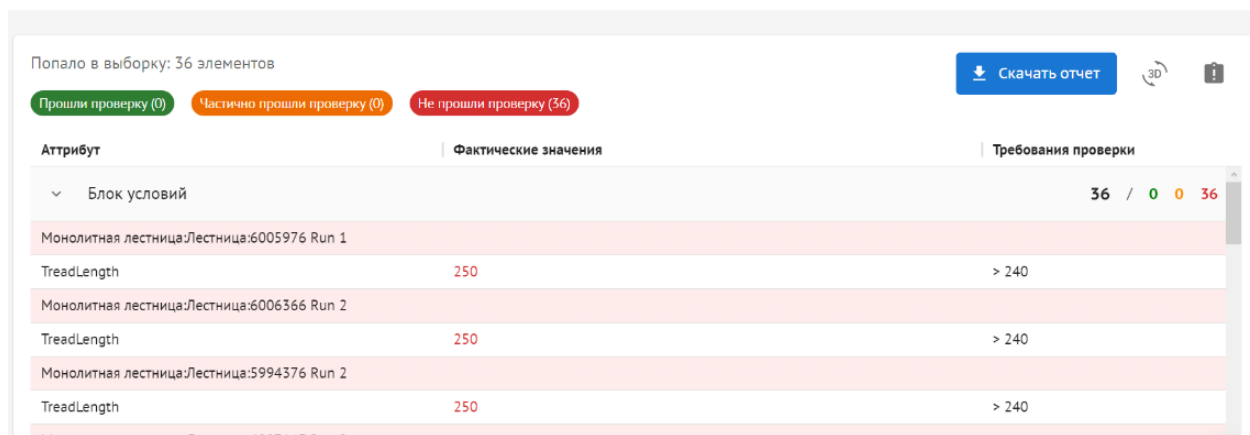 Попало в выборку: 36 элементов
Скачать отчет
3D
Прошли проверку (0) Частично прошли проверку (0) Не прошли проверку (36)
Аттрибут Фактические значения Требования проверки
Блок условий 36 / 0 0 36
Монолитная лестница:Лестница:6005976 Run 1
TreadLength 250 > 240
Монолитная лестница:Лестница:6006366 Run 2
TreadLength 250 > 240
Монолитная лестница:Лестница:5994376 Run 2
TreadLength 250 > 240